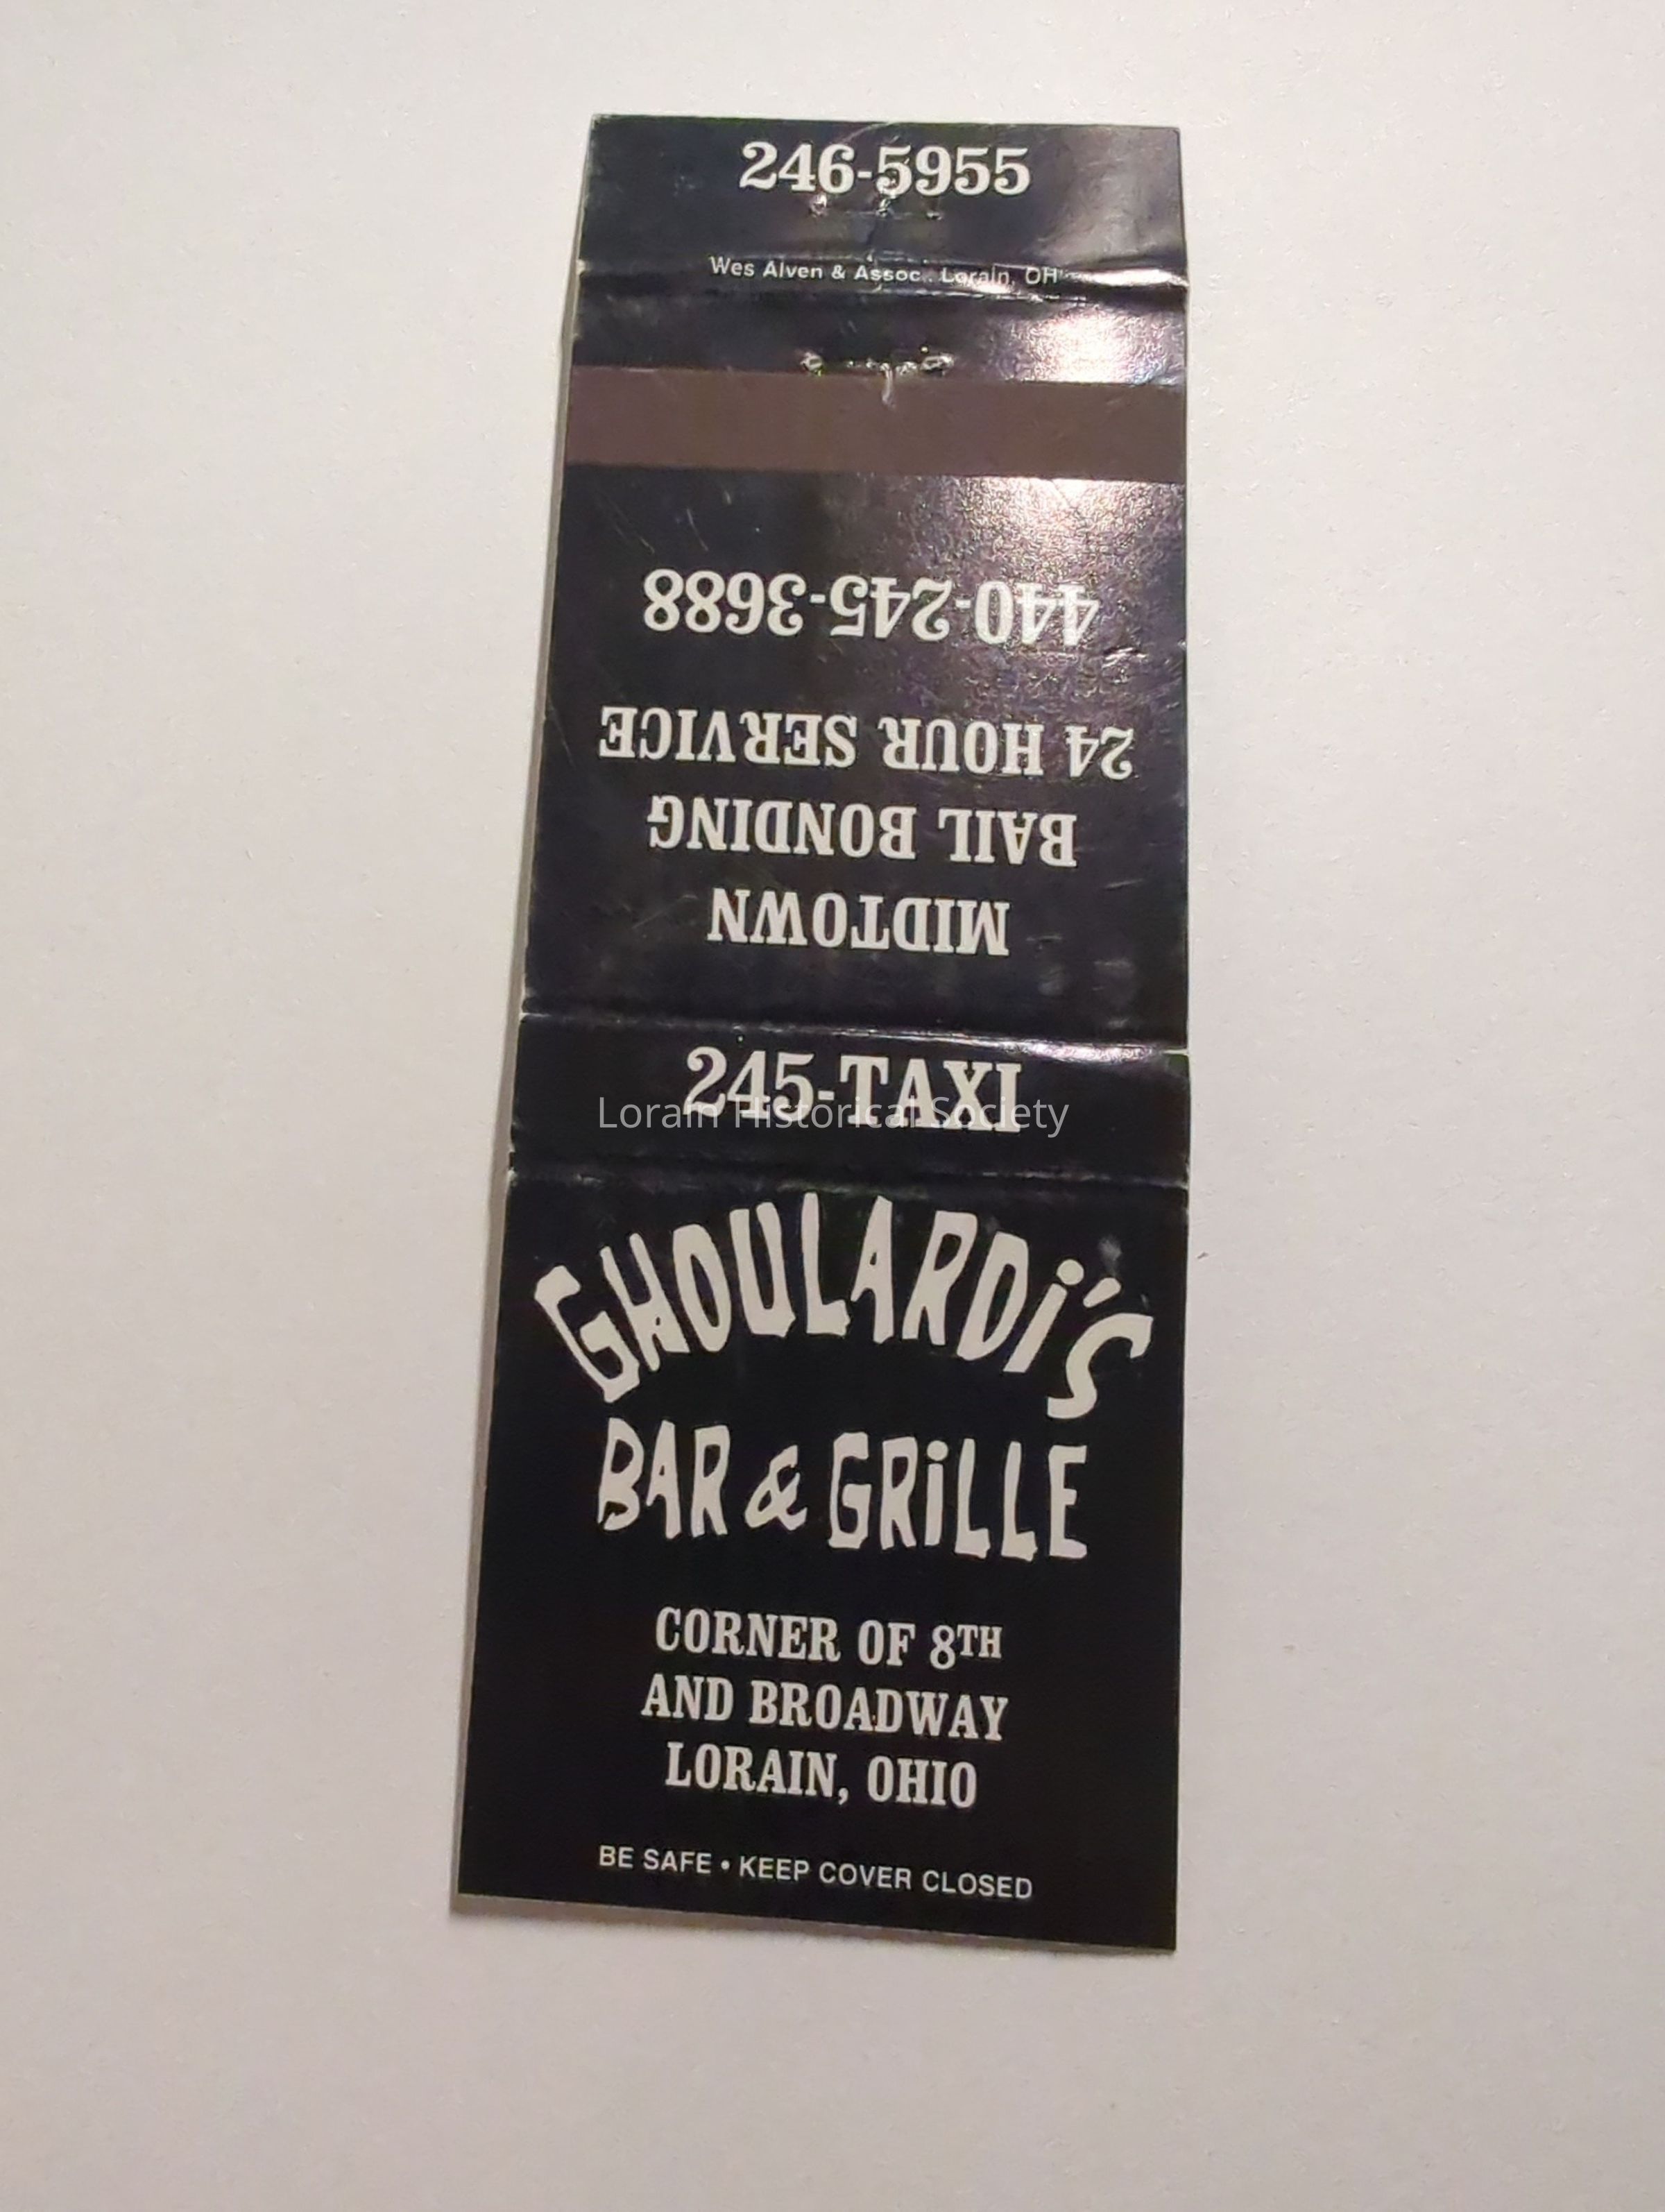 246-5955
Wes Alven & Assoc., Lorain, OH
MIDTOWN
BAIL BONDING
24 HOUR SERVICE
440-245-3688
245-TAXI
Lorain Historical Society
GHOULARDi'S
BAR & GRiLLE
CORNER OF 8TH
AND BROADWAY
LORAIN, OHIO
BE SAFE • KEEP COVER CLOSED